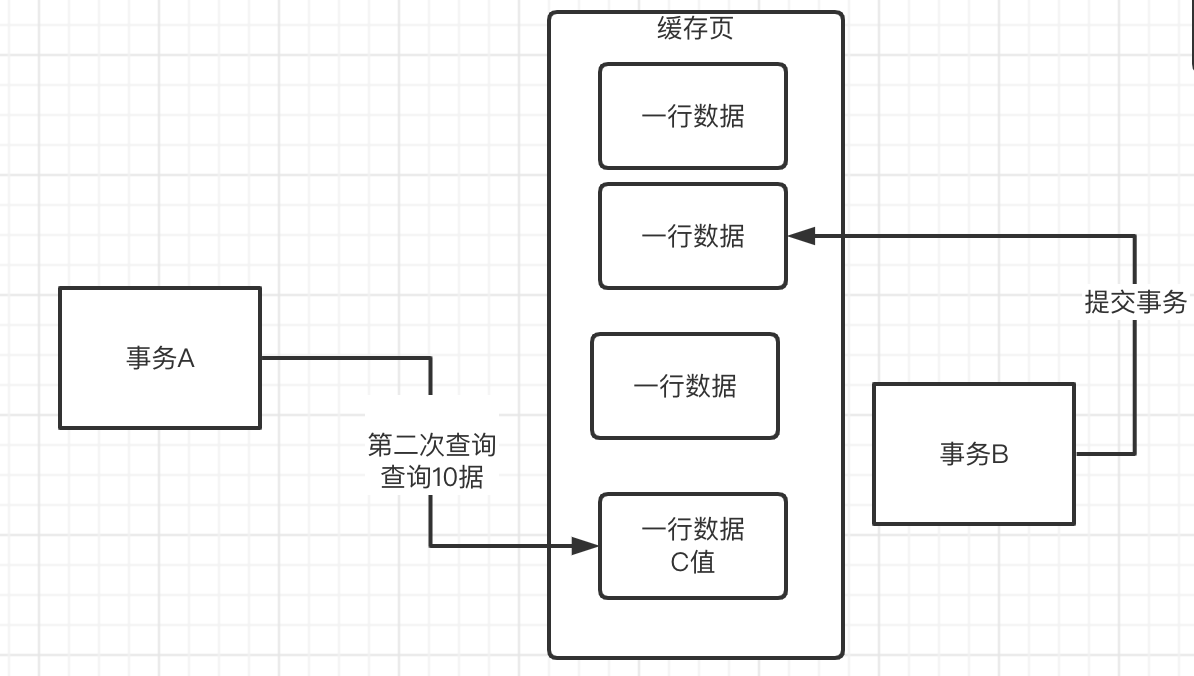 缓存页
一行数据
一行数据
提交事务
事务A
一行数据
第二次查询
查询10据
事务B
一行数据
C值